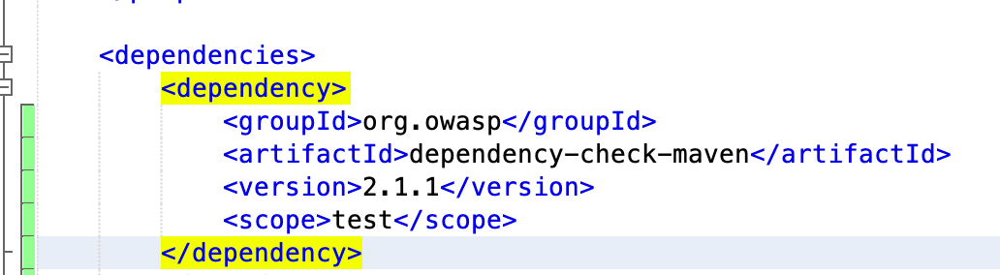 <dependencies>
<dependency>
<groupId>org.owasp</groupId>
<artifactId>dependency-check-maven</artifactId>
<version>2.1.1</version>
<scope>test</scope>
</dependency>